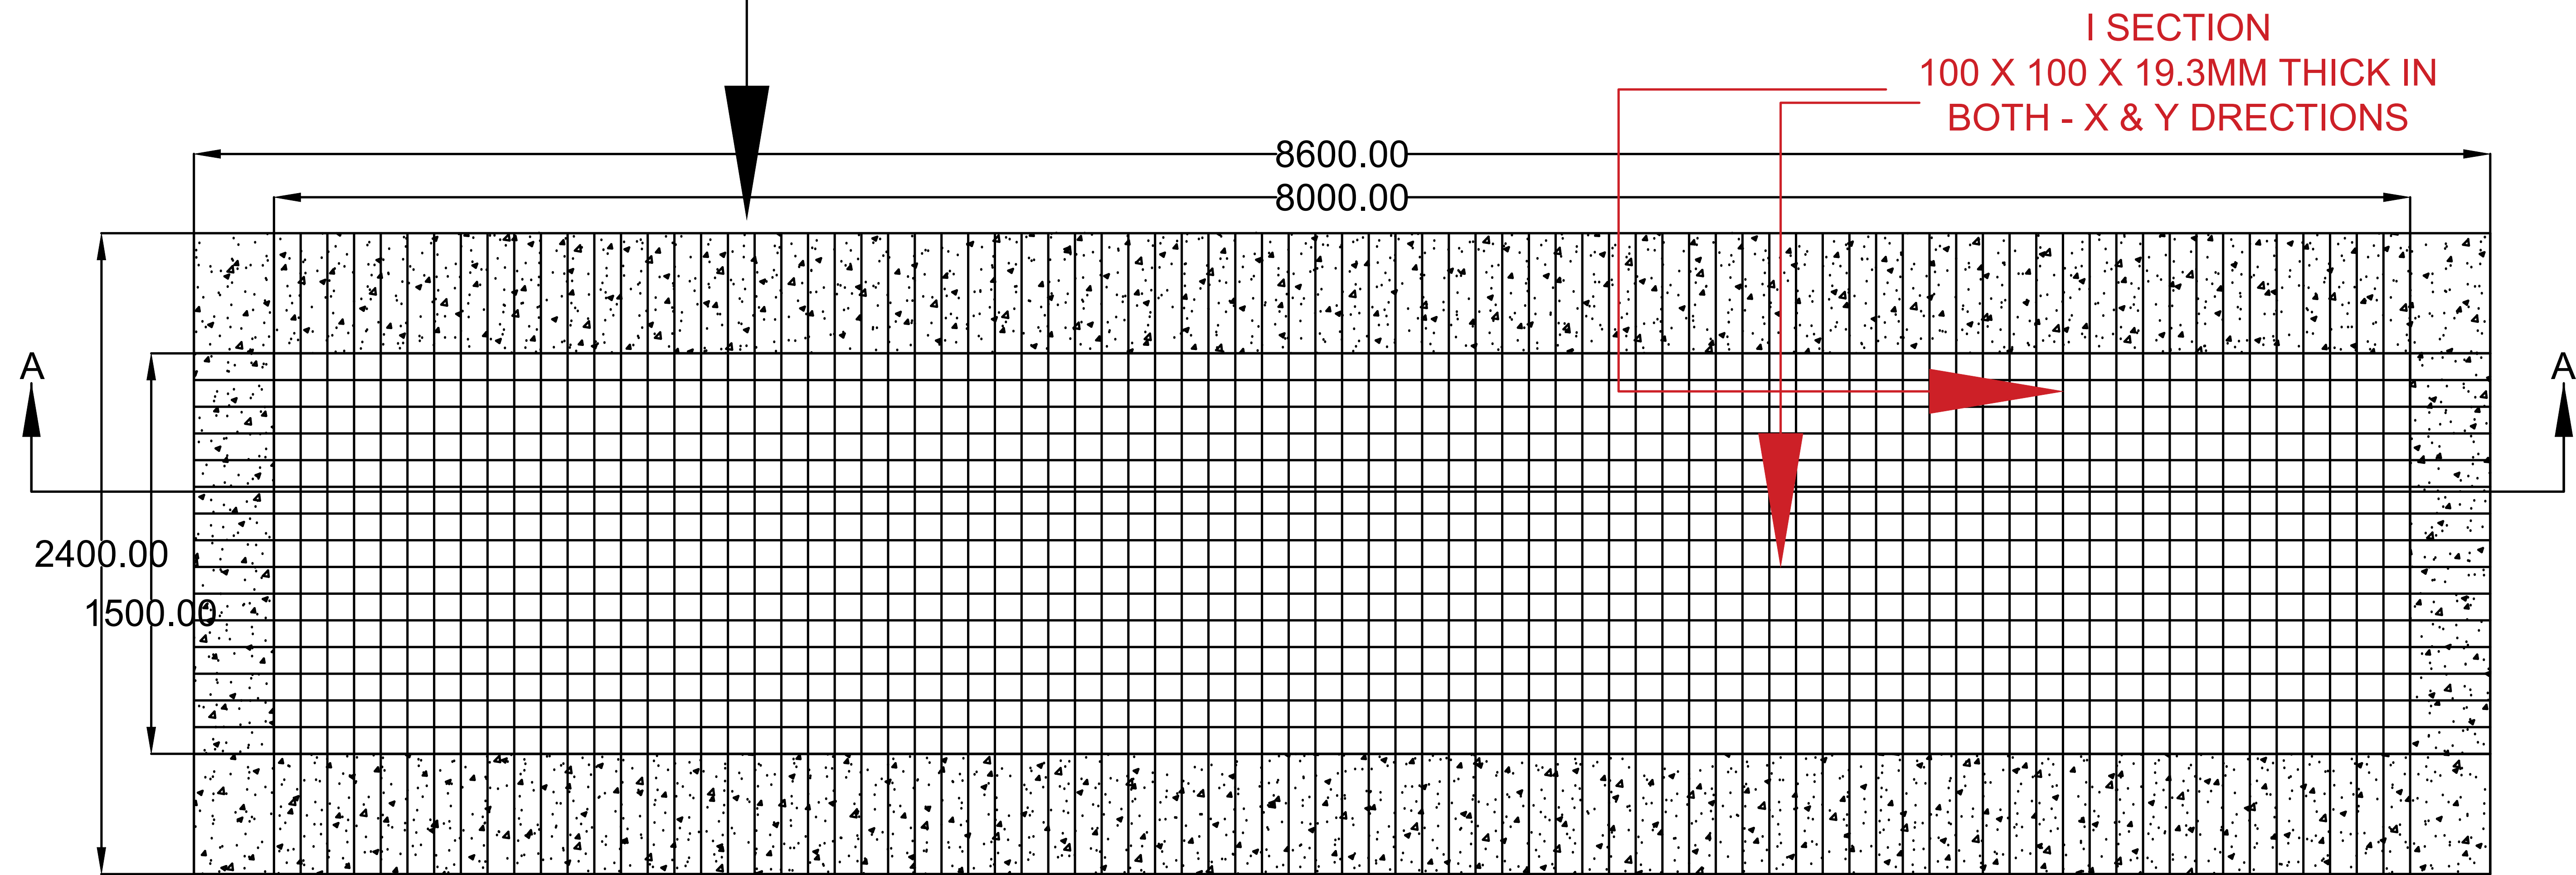 I SECTION
100 X 100 X 19.3MM THICK IN
BOTH - X & Y DRECTIONS
8600.00
8000.00
A
A
2400.00
1500.00